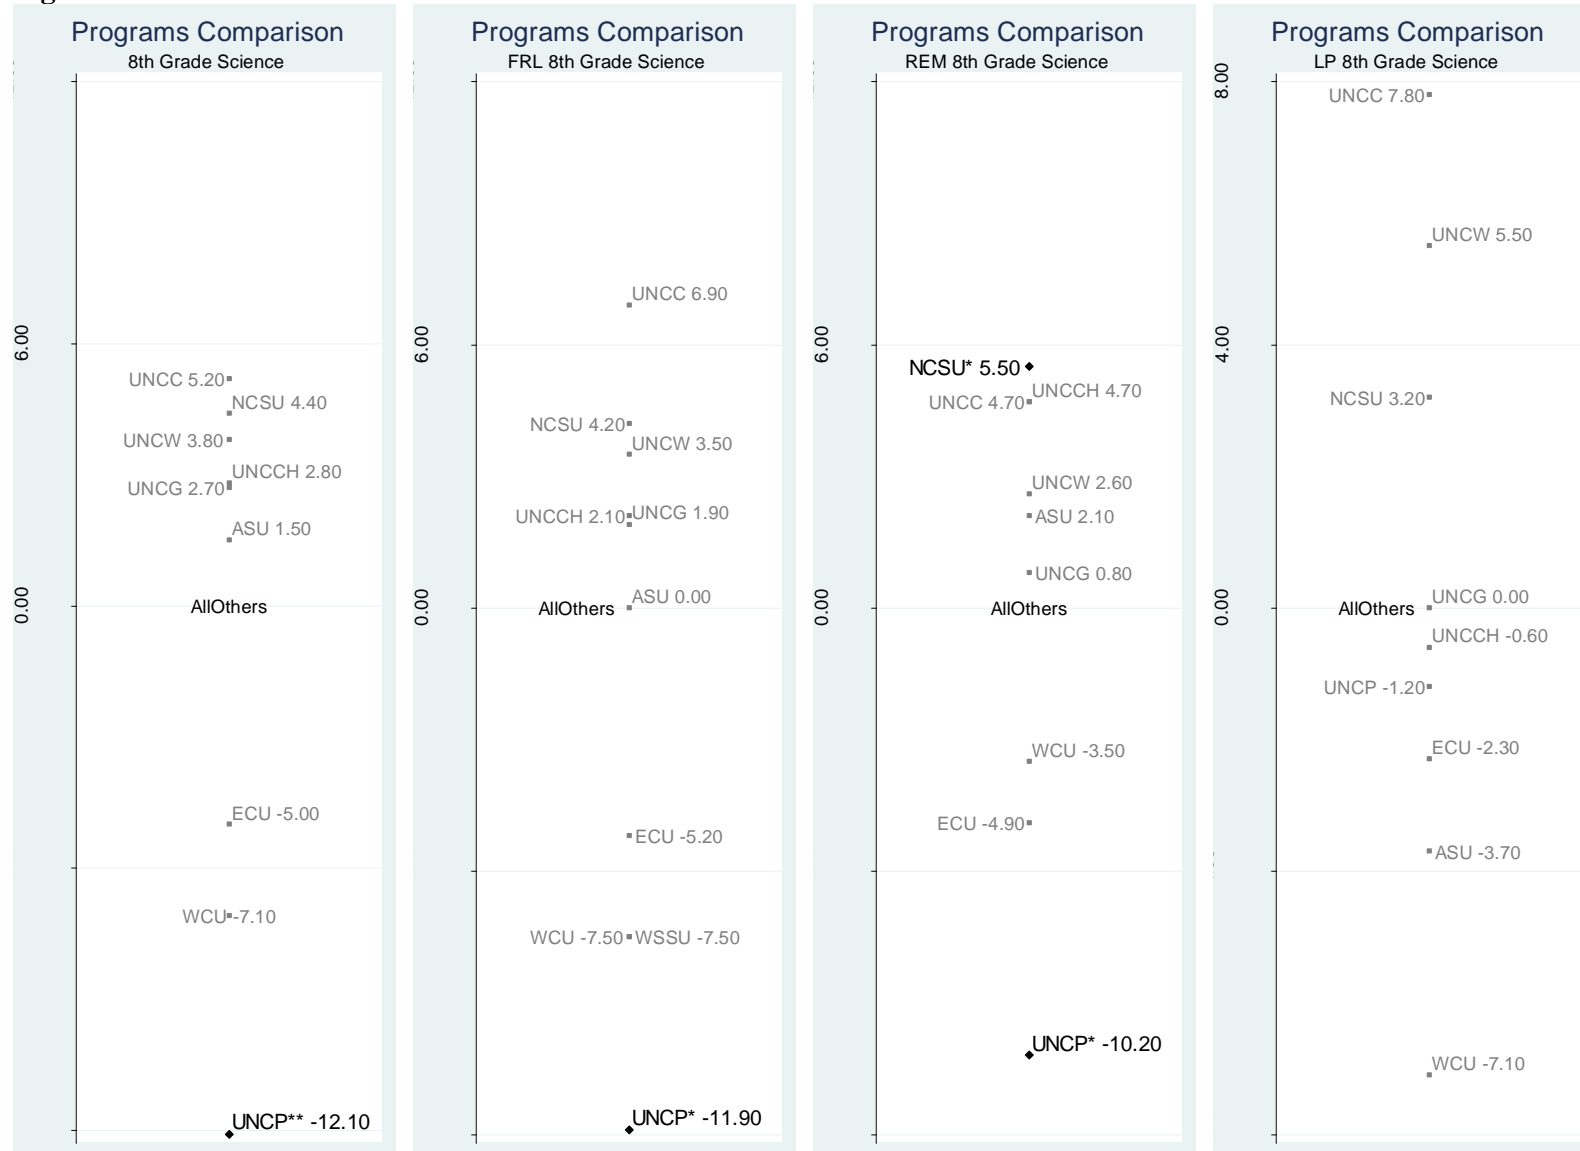 Programs Comparison
8th Grade Science
6.00
0.00
UNCC 5.20
NCSU 4.40
UNCW 3.80
UNCCH 2.80
UNCG 2.70
ASU 1.50
AllOthers
ECU -5.00
WCU -7.10
UNCP** -12.10
Programs Comparison
FRL 8th Grade Science
6.00
0.00
UNCC 6.90
NCSU 4.20
UNCW 3.50
UNCCH 2.10
UNCG 1.90
ASU 0.00
AllOthers
ECU -5.20
WCU -7.50
WSSU -7.50
UNCP* -11.90
Programs Comparison
REM 8th Grade Science
6.00
0.00
NCSU* 5.50
UNCCH 4.70
UNCC 4.70
UNCW 2.60
ASU 2.10
UNCG 0.80
AllOthers
WCU -3.50
ECU -4.90
UNCP* -10.20
Programs Comparison
LP 8th Grade Science
8.00
4.00
0.00
UNCC 7.80
UNCW 5.50
NCSU 3.20
UNCG 0.00
AllOthers
UNCCH -0.60
UNCP -1.20
ECU -2.30
ASU -3.70
WCU -7.10